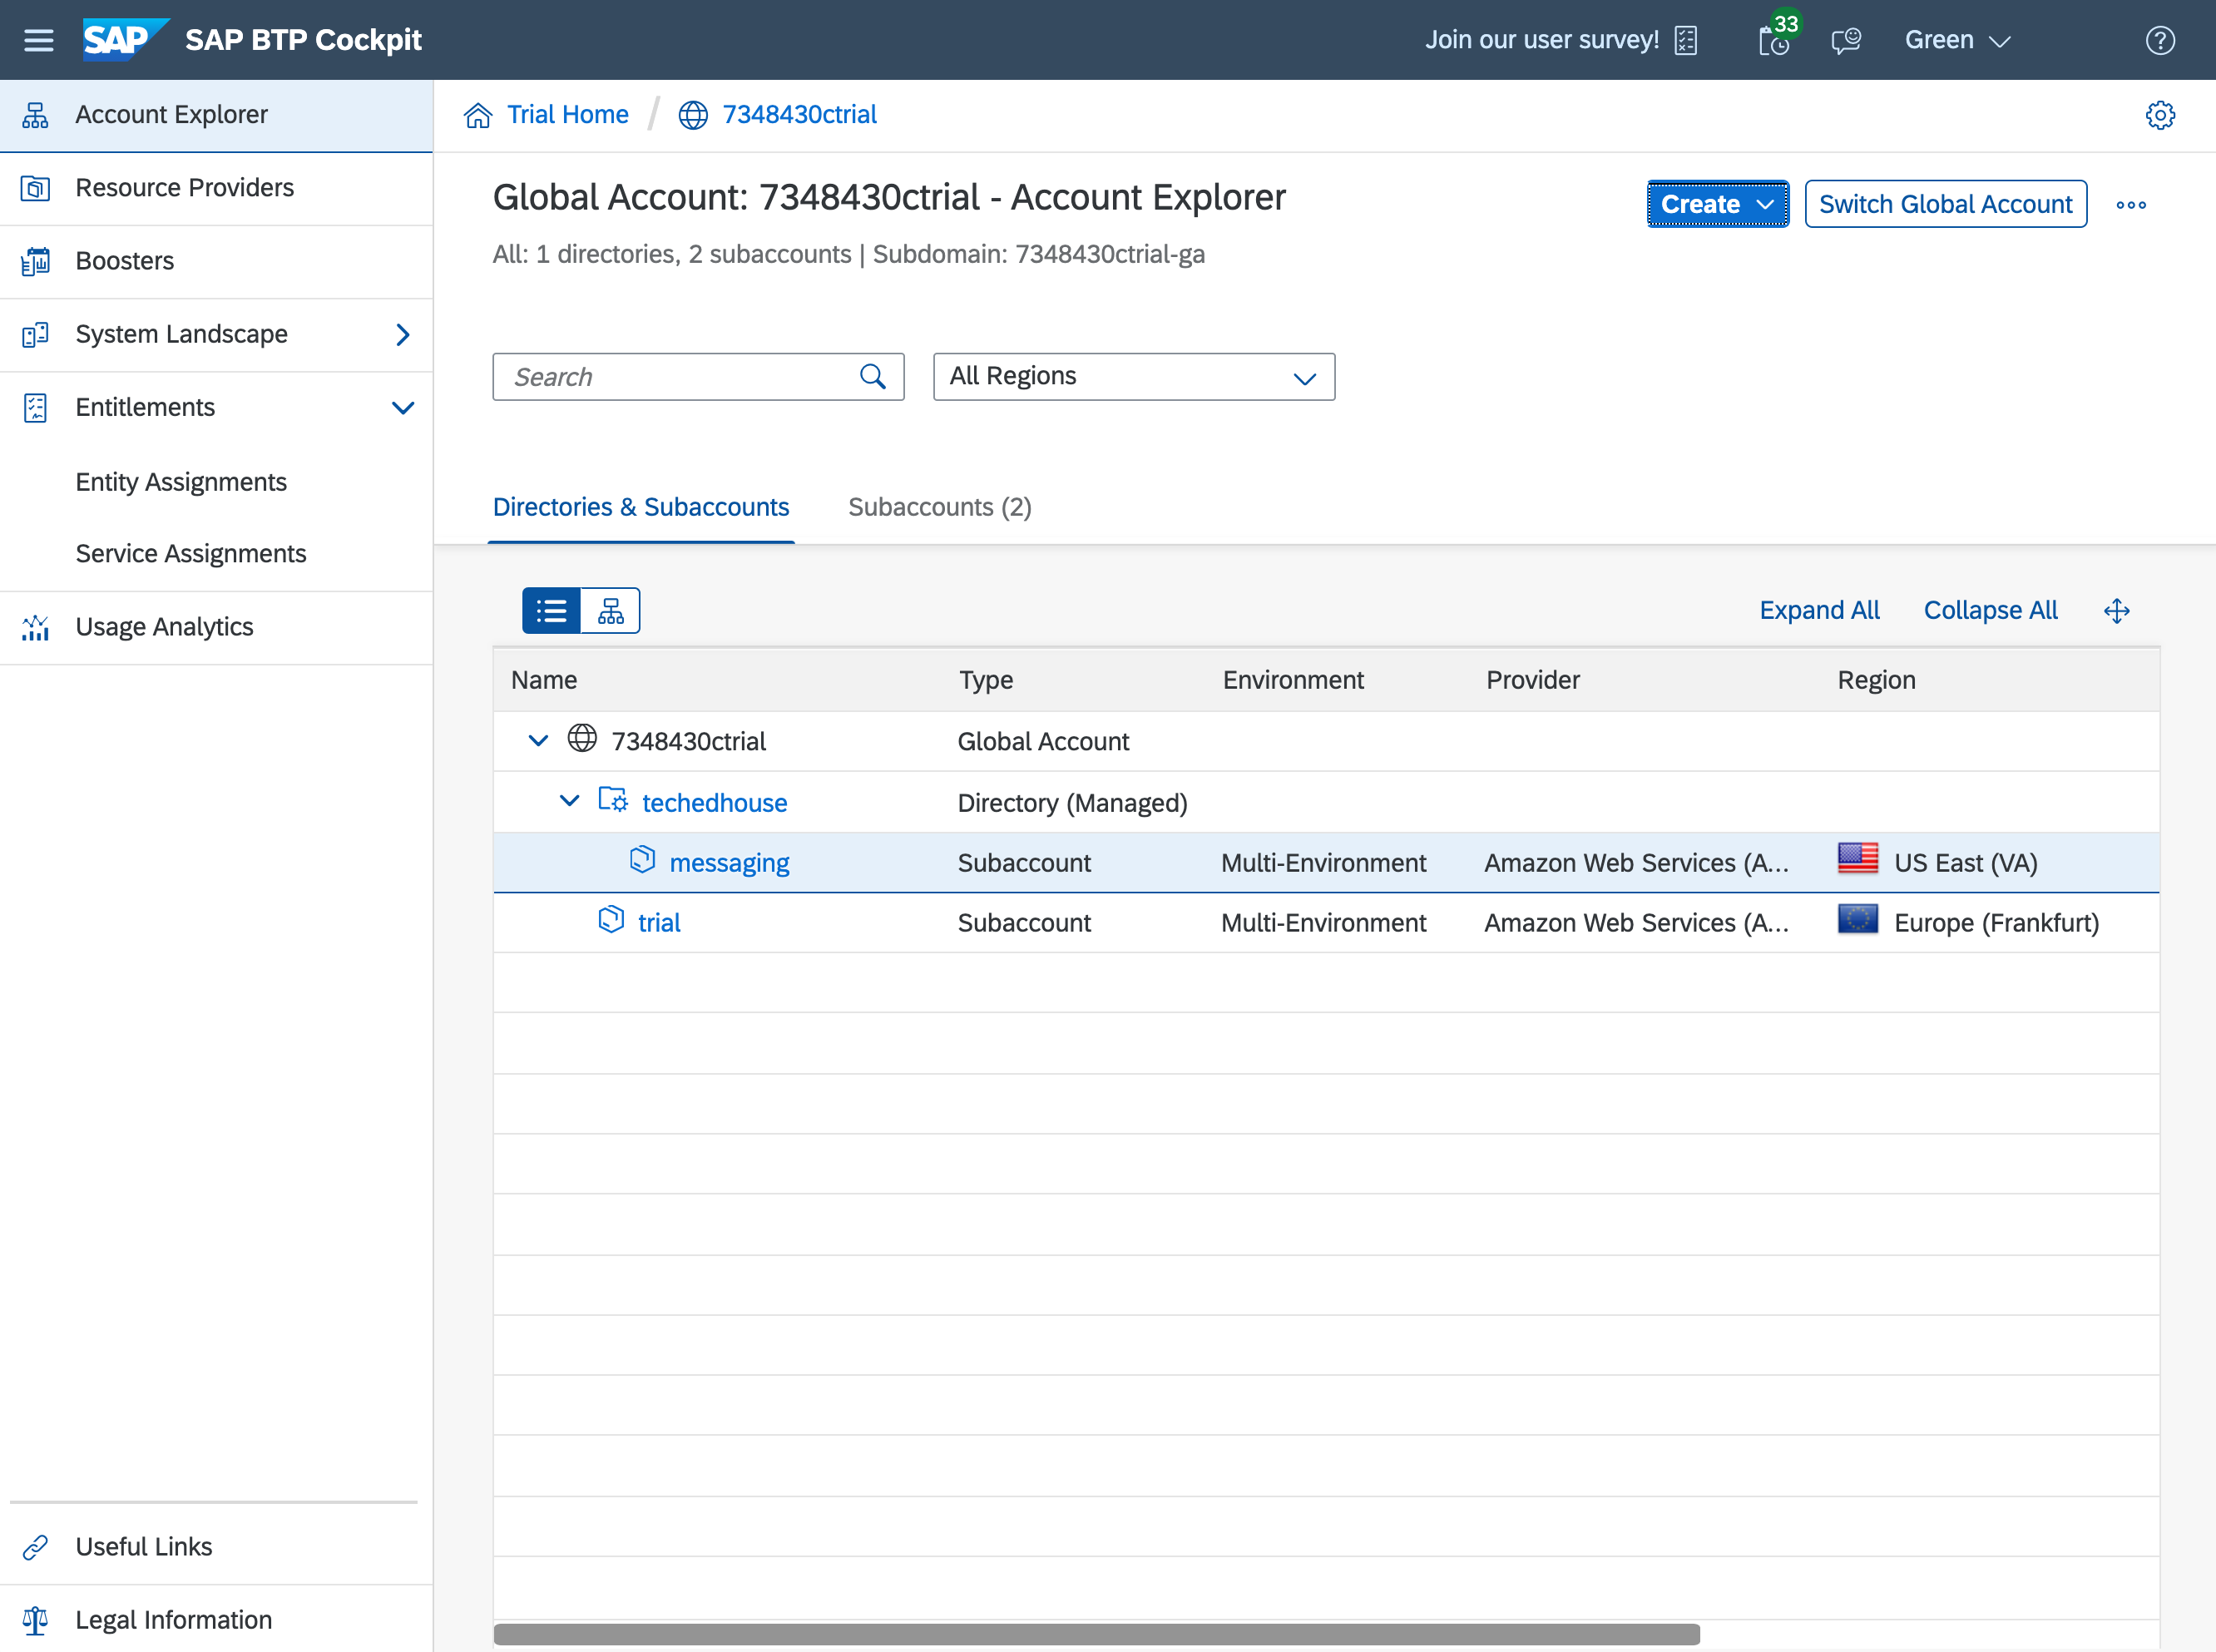 SAP SAP BTP Cockpit Join our user survey! 33 Green
Account Explorer
Resource Providers
Boosters
System Landscape
Entitlements
Entity Assignments
Service Assignments
Usage Analytics
Useful Links
Legal Information
Trial Home / 7348430ctrial
Global Account: 7348430ctrial - Account Explorer
Create Switch Global Account
All: 1 directories, 2 subaccounts | Subdomain: 7348430ctrial-ga
Search All Regions
Directories & Subaccounts Subaccounts (2)
Expand All Collapse All
Name Type Environment Provider Region
7348430ctrial Global Account
techedhouse Directory (Managed)
messaging Subaccount Multi-Environment Amazon Web Services (A... US East (VA)
trial Subaccount Multi-Environment Amazon Web Services (A... Europe (Frankfurt)